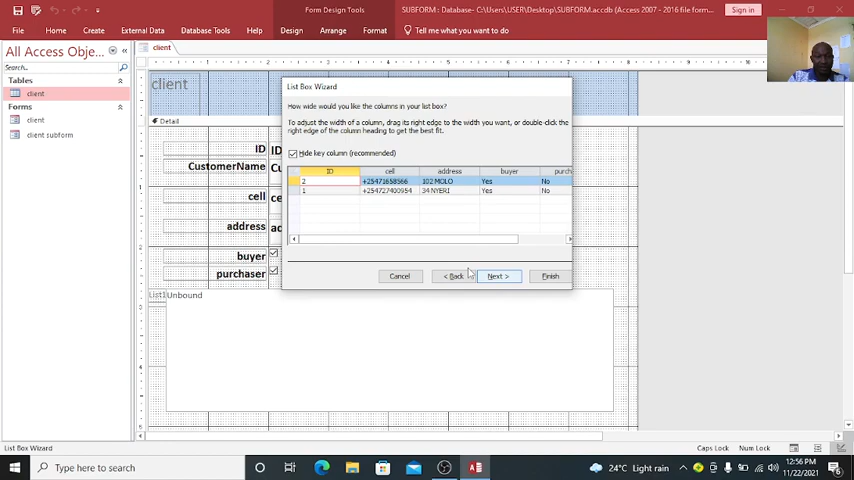 Form Design Tools
SUBFORM : Database- C:\Users\USER\Desktop\SUBFORM.accdb (Access 2007 - 2016 file form...
Sign in
File
Home
Create
External Data
Database Tools
Help
Design
Arrange
Format
Tell me what you want to do
All Access Obje...
Search...
Tables
client
Forms
client
client subform
client
client
Detail
ID
CustomerName
cell
address
buyer
purchaser
List1
Unbound
List Box Wizard
How wide would you like the columns in your list box?
To adjust the width of a column, drag its right edge to the width you want, or double-click the
right edge of the column heading to get the best fit.
Hide key column (recommended)
ID cell address buyer purch
2 +25471658566 102 MOLO Yes No
1 +254727400954 34 NYERI Yes No
Cancel
< Back
Next >
Finish
List Box Wizard
Caps Lock
Num Lock
Type here to search
24°C Light rain
12:56 PM
11/22/2021
6